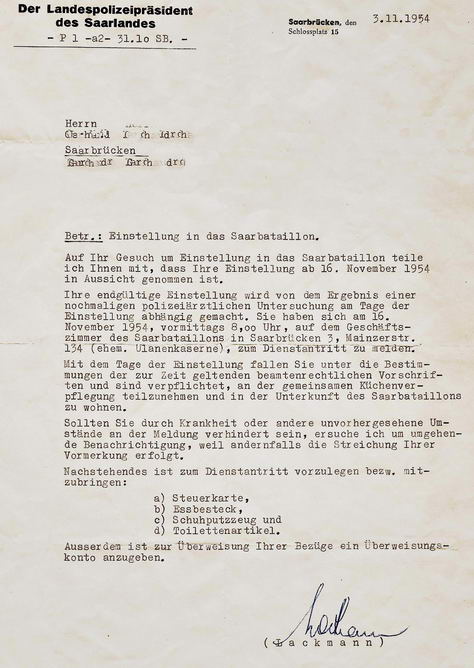 Der Landespolizeipräsident
des Saarlandes
- P 1 -a2- 31.1o SB. -
Saarbrücken, den 3.11.1954
Schlossplatz 15
Herrn
Saarbrücken
Betr.: Einstellung in das Saarbataillon.
Auf Ihr Gesuch um Einstellung in das Saarbataillon teile
ich Ihnen mit, dass Ihre Einstellung ab 16. November 1954
in Aussicht genommen ist.
Ihre endgültige Einstellung wird von dem Ergebnis einer
nochmaligen polizeiärztlichen Untersuchung am Tage der
Einstellung abhängig gemacht. Sie haben sich am 16.
November 1954, vormittags 8,oo Uhr, auf dem Geschäfts-
zimmer des Saarbataillons in Saarbrücken 3, Mainzerstr.
134 (ehem. Ulanenkaserne), zum Dienstantritt zu melden.
Mit dem Tage der Einstellung fallen Sie unter die Bestim-
mungen der zur Zeit geltenden beamtenrechtlichen Vorschrif-
ten und sind verpflichtet, an der gemeinsamen Küchenver-
pflegung teilzunehmen und in der Unterkunft des Saarbataillons
zu wohnen.
Sollten Sie durch Krankheit oder andere unvorhergesehene Um-
stände an der Meldung verhindert sein, ersuche ich um umgehen-
de Benachrichtigung, weil andernfalls die Streichung Ihrer
Vormerkung erfolgt.
Nachstehendes ist zum Dienstantritt vorzulegen bezw. mit-
zubringen:
a) Steuerkarte,
b) Essbesteck,
c) Schuhputzzeug und
d) Toilettenartikel.
Ausserdem ist zur Überweisung Ihrer Bezüge ein Überweisungs-
konto anzugeben.
(Lackmann)